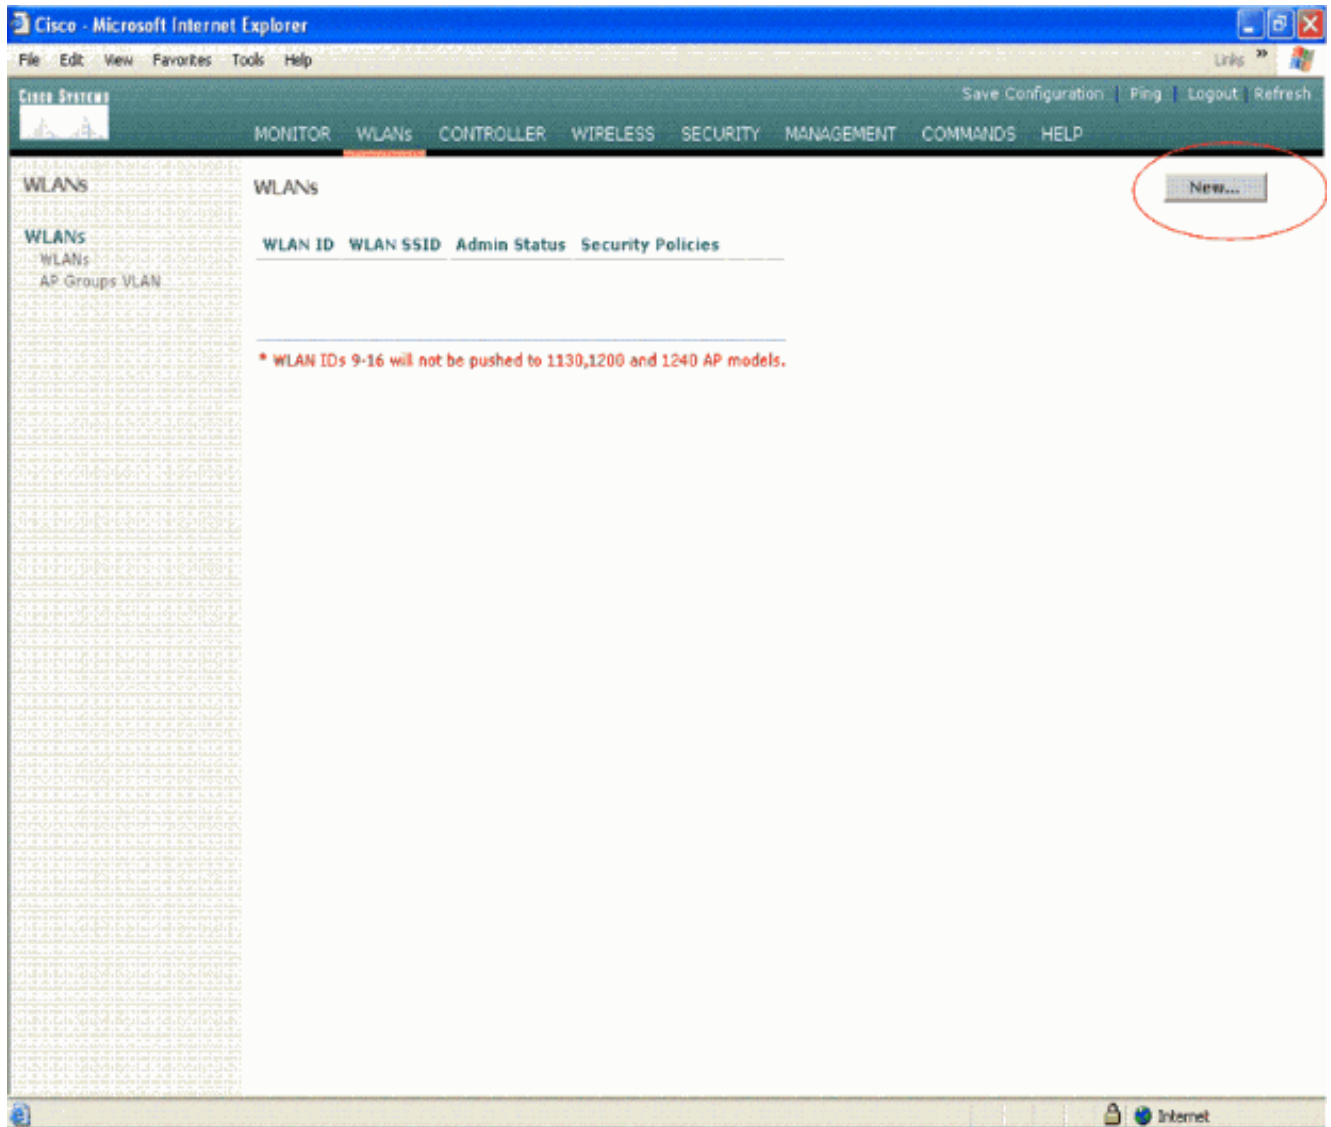 Cisco - Microsoft Internet Explorer
File Edit View Favorites Tools Help
Links »
CISCO SYSTEMS
Save Configuration | Ping | Logout | Refresh
MONITOR WLANs CONTROLLER WIRELESS SECURITY MANAGEMENT COMMANDS HELP
WLANs
WLANs
WLANs
AP Groups VLAN
WLANs
New...
WLAN ID WLAN SSID Admin Status Security Policies
* WLAN IDs 9-16 will not be pushed to 1130,1200 and 1240 AP models.
Internet